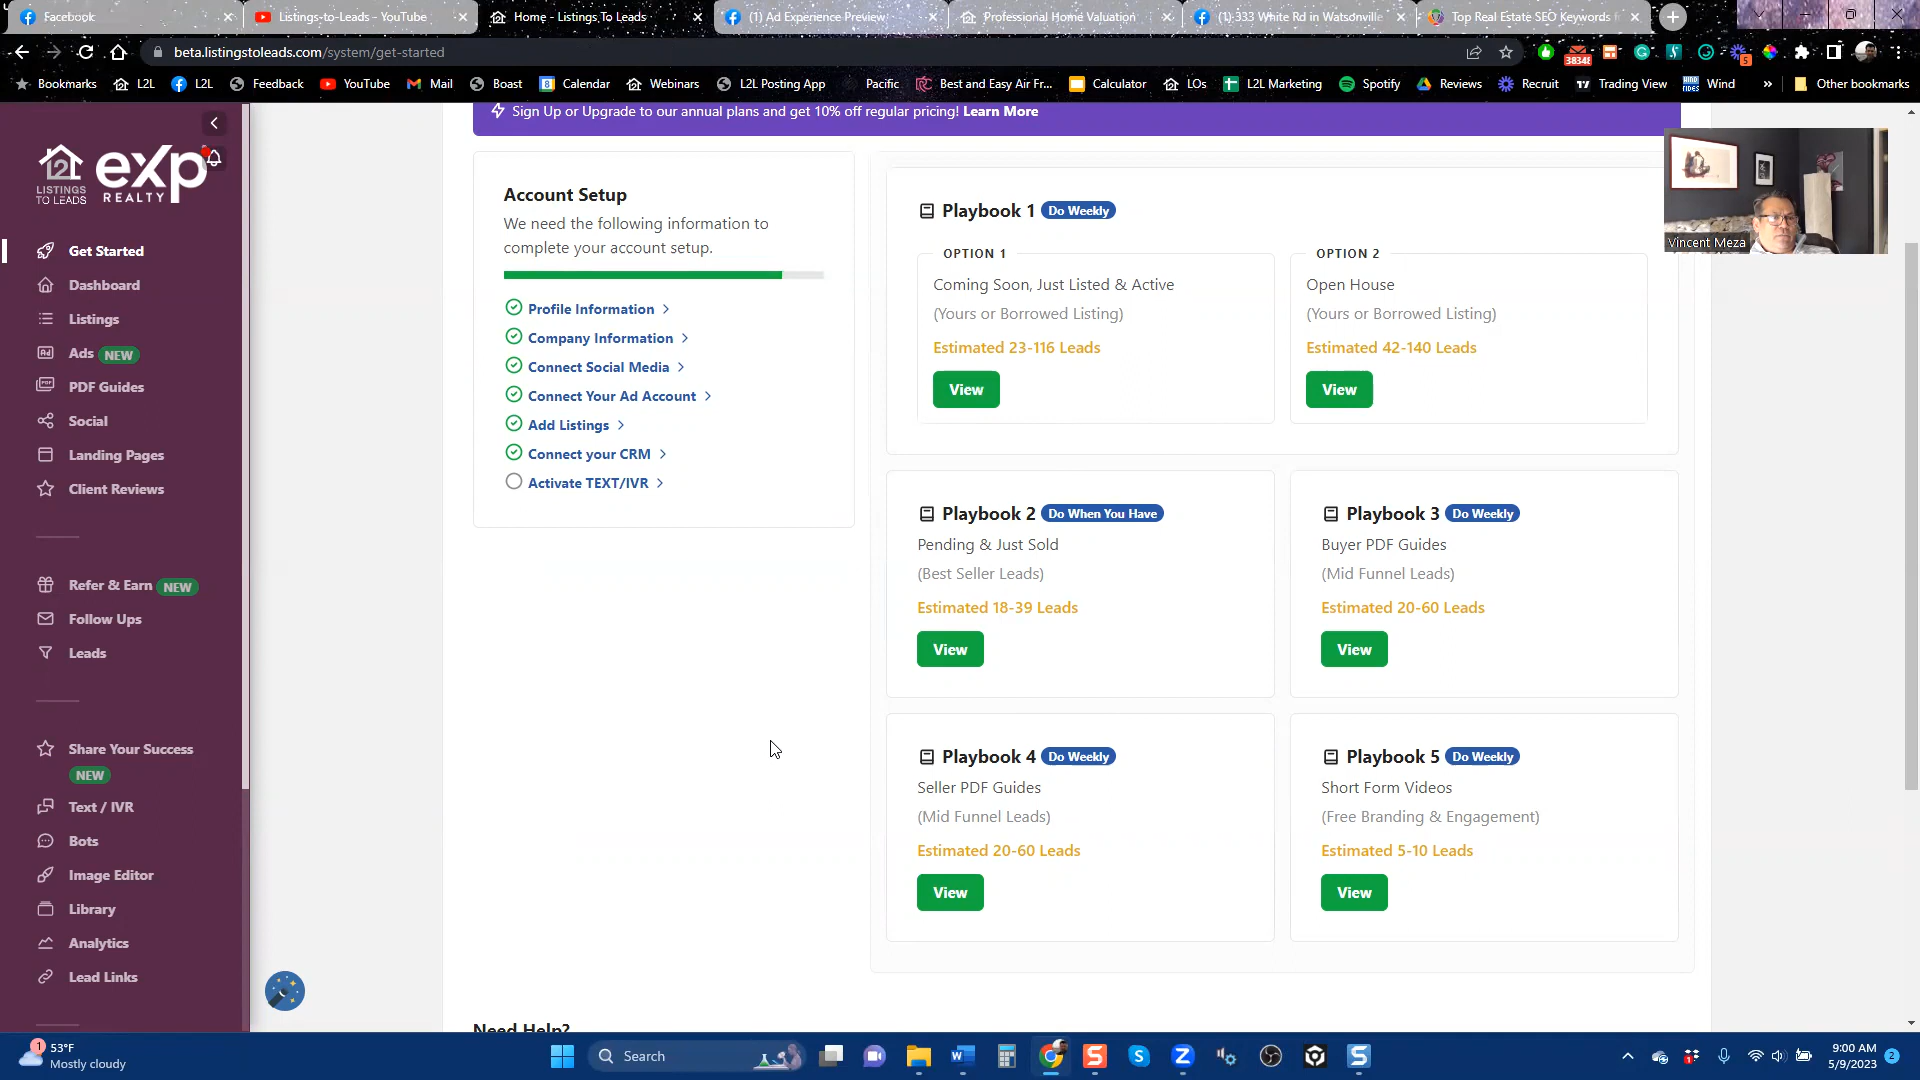 Facebook
Listings-to-Leads - YouTube
Home - Listings To Leads
(1) Ad Experience Preview
Professional Home Valuation
(1) 333 White Rd in Watsonville
Top Real Estate SEO Keywords f
beta.listingstoleads.com/system/get-started
38348
5
Bookmarks
L2L
L2L
Feedback
YouTube
Mail
Boast
Calendar
Webinars
L2L Posting App
Pacific
Best and Easy Air Fr...
Calculator
LOs
L2L Marketing
Spotify
Reviews
Recruit
Trading View
Wind
Other bookmarks
Sign Up or Upgrade to our annual plans and get 10% off regular pricing! Learn More
LISTINGS
TO LEADS
eXp
REALTY
Get Started
Dashboard
Listings
Ads NEW
PDF Guides
Social
Landing Pages
Client Reviews
Refer & Earn NEW
Follow Ups
Leads
Share Your Success
NEW
Text / IVR
Bots
Image Editor
Library
Analytics
Lead Links
Account Setup
We need the following information to
complete your account setup.
Profile Information
Company Information
Connect Social Media
Connect Your Ad Account
Add Listings
Connect your CRM
Activate TEXT/IVR
Playbook 1 Do Weekly
OPTION 1
Coming Soon, Just Listed & Active
(Yours or Borrowed Listing)
Estimated 23-116 Leads
View
OPTION 2
Open House
(Yours or Borrowed Listing)
Estimated 42-140 Leads
View
Playbook 2 Do When You Have
Pending & Just Sold
(Best Seller Leads)
Estimated 18-39 Leads
View
Playbook 3 Do Weekly
Buyer PDF Guides
(Mid Funnel Leads)
Estimated 20-60 Leads
View
Playbook 4 Do Weekly
Seller PDF Guides
(Mid Funnel Leads)
Estimated 20-60 Leads
View
Playbook 5 Do Weekly
Short Form Videos
(Free Branding & Engagement)
Estimated 5-10 Leads
View
Need Help?
Vincent Meza
1
53°F
Mostly cloudy
Search
9:00 AM
5/9/2023
2